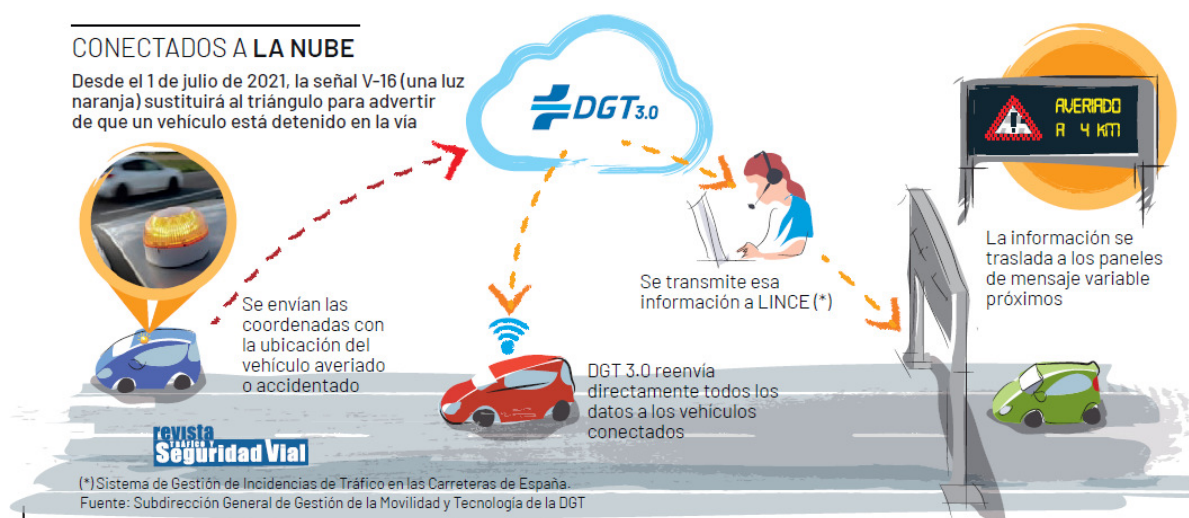 CONECTADOS A LA NUBE
Desde el 1 de julio de 2021, la señal V-16 (una luz
naranja) sustituirá al triángulo para advertir
de que un vehículo está detenido en la vía
DGT 3.0
AVERIADO
A 4 KM
Se envían las
coordenadas con
la ubicación del
vehículo averiado
o accidentado
Se transmite esa
información a LINCE (*)
La información se
traslada a los paneles
de mensaje variable
próximos
DGT 3.0 reenvía
directamente todos los
datos a los vehículos
conectados
revista
TRÁFICO Y
Seguridad Vial
(*) Sistema de Gestión de Incidencias de Tráfico en las Carreteras de España.
Fuente: Subdirección General de Gestión de la Movilidad y Tecnología de la DGT